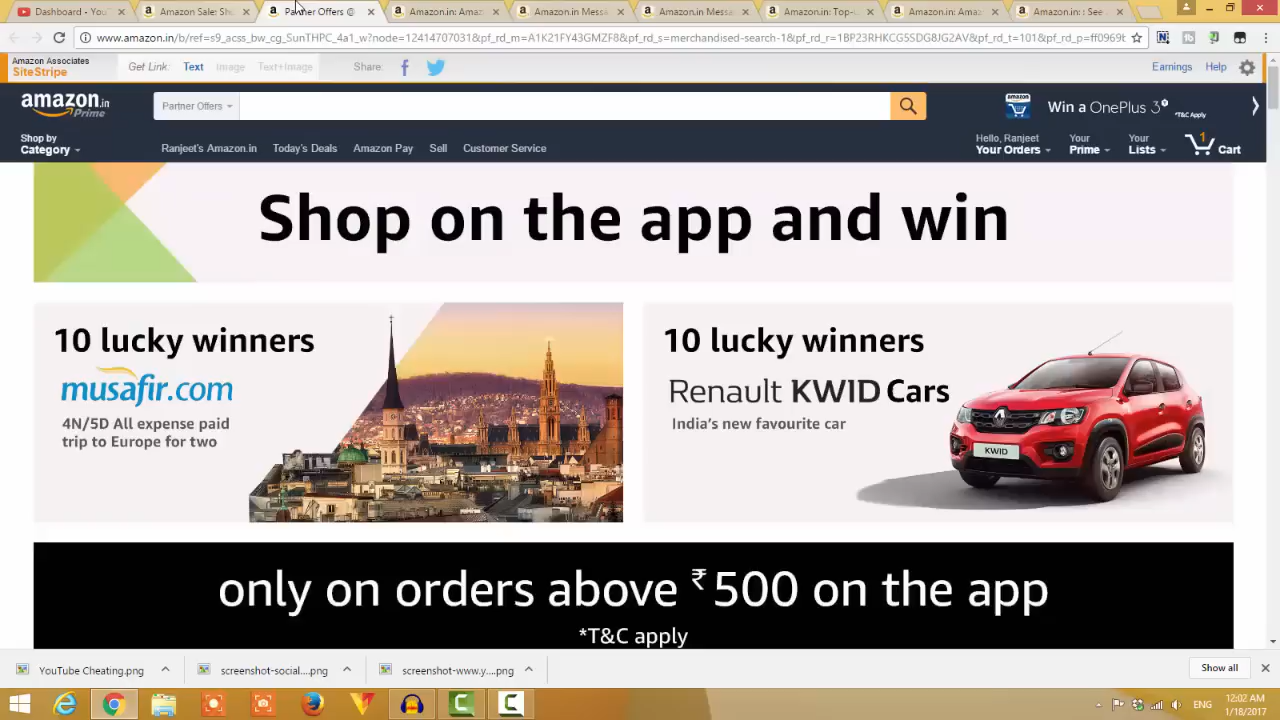 Dashboard - YouT
Amazon Sale: Sho
Partner Offers @
Amazon.in: Amaz
Amazon.in Mess
Amazon.in Messa
Amazon.in: Top-
Amazon.in: Ama
Amazon.in: : See
www.amazon.in/b/ref=s9_acss_bw_cg_SunTHPC_4a1_w?node=12414707031&pf_rd_m=A1K21FY43GMZF8&pf_rd_s=merchandised-search-1&pf_rd_r=1BP23RHKCG5SDG8JG2AV&pf_rd_t=101&pf_rd_p=ff0969b
Amazon Associates
SiteStripe
Get Link: Text Image Text+Image Share:
Earnings Help
amazon.in
Prime
Partner Offers
amazon
Win a OnePlus 3T
*T&C Apply
Shop by
Category
Ranjeet's Amazon.in Today's Deals Amazon Pay Sell Customer Service
Hello, Ranjeet
Your Orders
Your
Prime
Your
Lists
1
Cart
Shop on the app and win
10 lucky winners
musafir.com
4N/5D All expense paid
trip to Europe for two
10 lucky winners
Renault KWID Cars
India's new favourite car
KWID
only on orders above ₹500 on the app
*T&C apply
YouTube Cheating.png
screenshot-social....png
screenshot-www.y....png
Show all
ENG
12:02 AM
1/18/2017